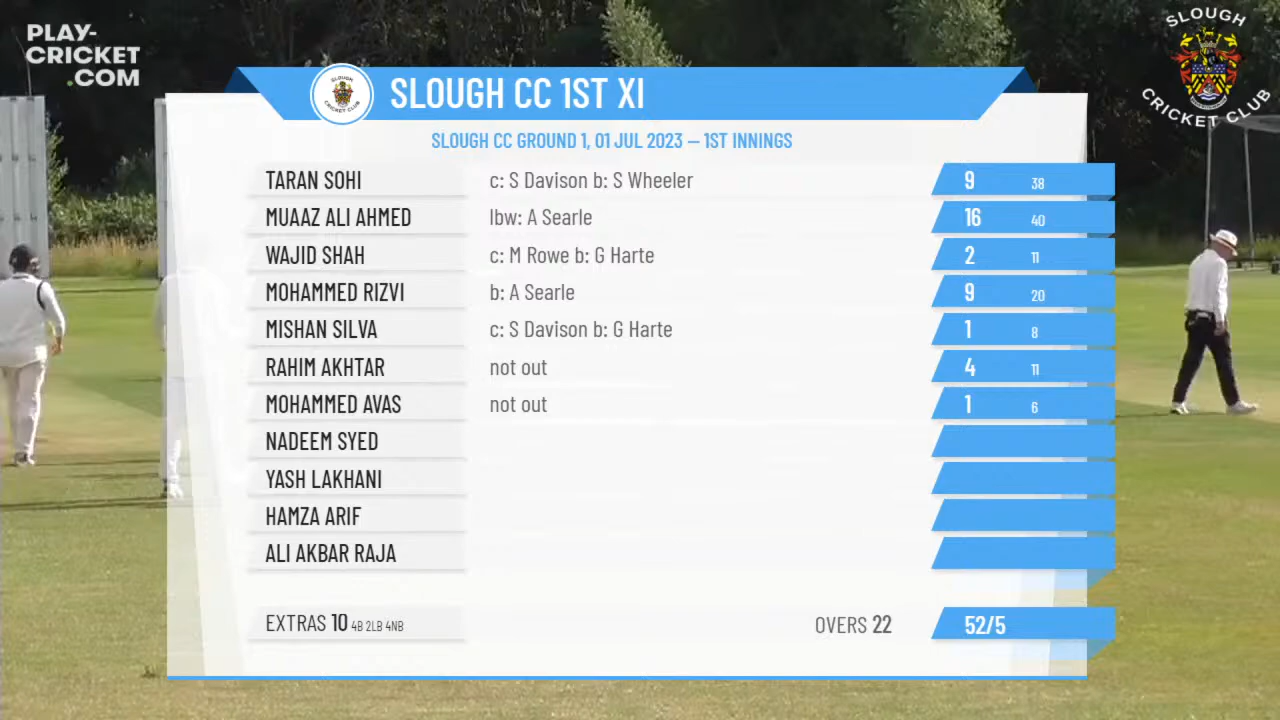 PLAY-
CRICKET
.COM
SLOUGH
CRICKET CLUB
SLOUGH CC 1ST XI
SLOUGH CC GROUND 1, 01 JUL 2023 – 1ST INNINGS
TARAN SOHI c: S Davison b: S Wheeler 9 38
MUAAZ ALI AHMED lbw: A Searle 16 40
WAJID SHAH c: M Rowe b: G Harte 2 11
MOHAMMED RIZVI b: A Searle 9 20
MISHAN SILVA c: S Davison b: G Harte 1 8
RAHIM AKHTAR not out 4 11
MOHAMMED AVAS not out 1 6
NADEEM SYED
YASH LAKHANI
HAMZA ARIF
ALI AKBAR RAJA
EXTRAS 10 4B 2LB 4NB OVERS 22 52/5